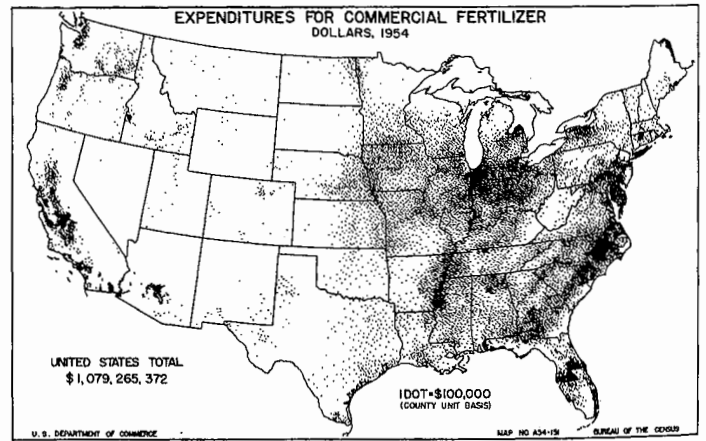 EXPENDITURES FOR COMMERCIAL FERTILIZER
DOLLARS, 1954
UNITED STATES TOTAL
$1,079,265,372
1 DOT=$100,000
(COUNTY UNIT BASIS)
U. S. DEPARTMENT OF COMMERCE
MAP NO A54-151
BUREAU OF THE CENSUS